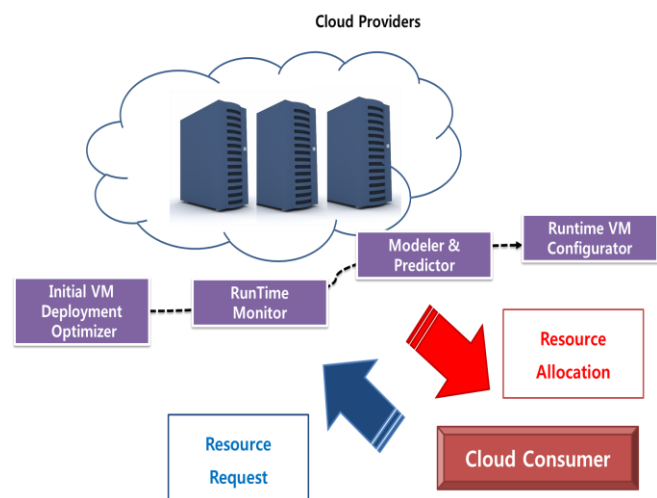 Cloud Providers
Runtime VM
Configurator
Modeler &
Predictor
Initial VM
Deployment
Optimizer
RunTime
Monitor
Resource
Allocation
Resource
Request
Cloud Consumer